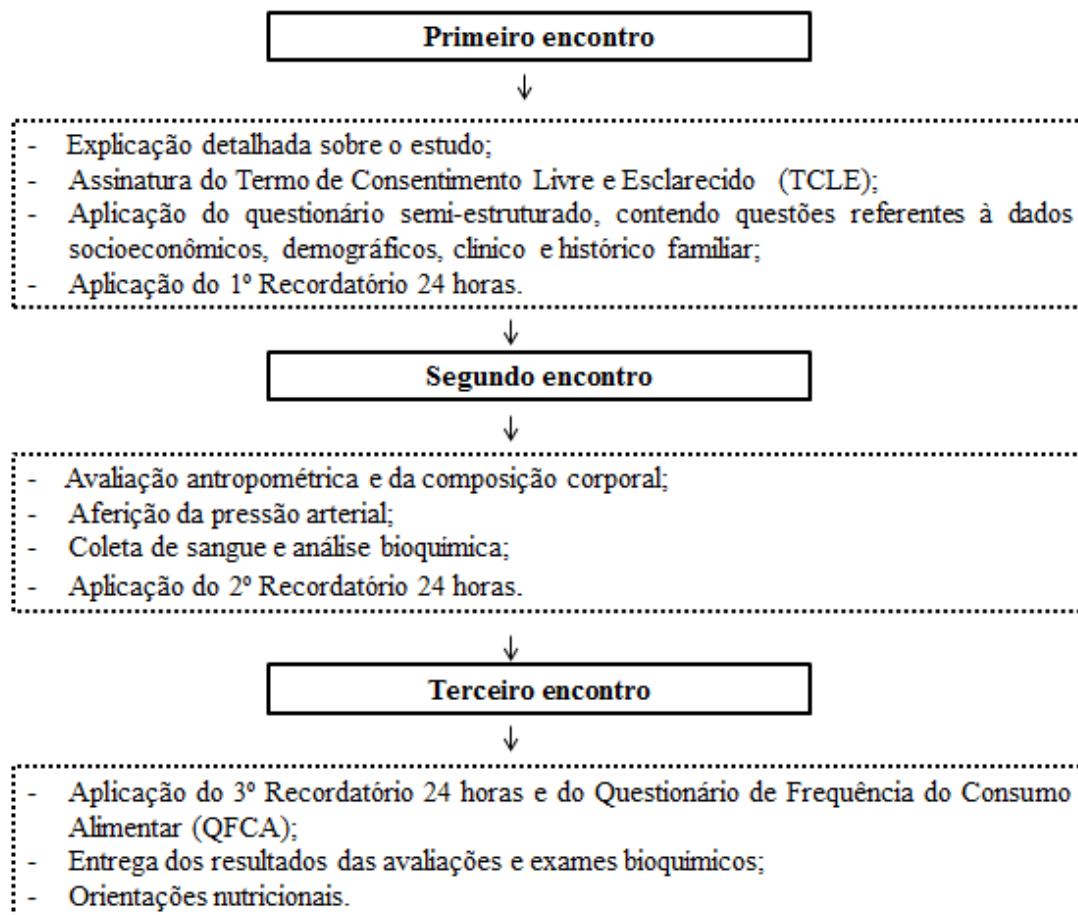 Primeiro encontro
- Explicação detalhada sobre o estudo;
- Assinatura do Termo de Consentimento Livre e Esclarecido (TCLE);
- Aplicação do questionário semi-estruturado, contendo questões referentes à dados
socioeconômicos, demográficos, clinico e histórico familiar;
- Aplicação do 1º Recordatório 24 horas.
Segundo encontro
- Avaliação antropométrica e da composição corporal;
- Aferição da pressão arterial;
- Coleta de sangue e análise bioquimica;
- Aplicação do 2º Recordatório 24 horas.
Terceiro encontro
- Aplicação do 3º Recordatório 24 horas e do Questionário de Frequência do Consumo
Alimentar (QFCA);
- Entrega dos resultados das avaliações e exames bioquimicos;
- Orientações nutricionais.